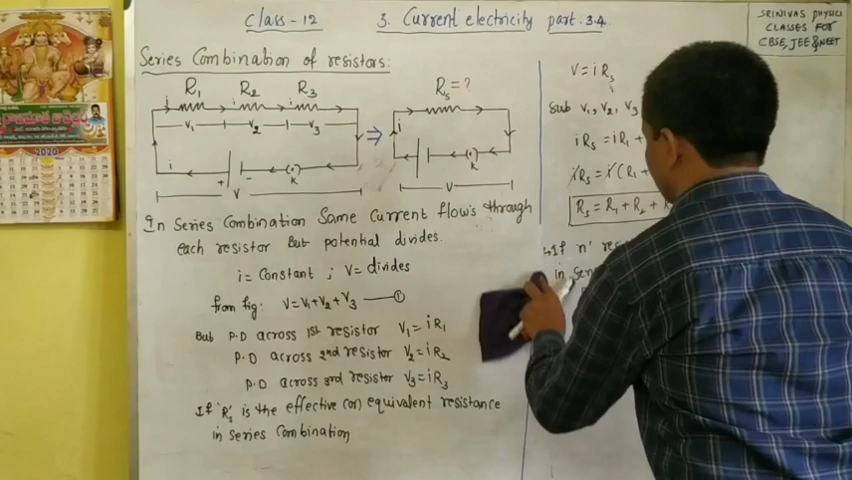 Class-12 3. Current electricity part.3.4
SRINIVAS PHYSICS
CLASSES FOR
CBSE, JEE & NEET
Series Combination of resistors:
R1 R2 R3
i i i
V1 V2 V3
i
+ - K
V
⇒
Rs=?
i
K
V
In Series Combination Same Current flows through
each resistor but potential divides.
i = Constant ; V = divides
from fig: V=V1+V2+V3 —— ①
But P.D across 1st resistor V1 = iR1
P.D across 2nd resistor V2 = iR2
P.D across 3rd resistor V3 = iR3
If 'Rs' is the effective (or) equivalent resistance
in series Combination
V = i Rs
Sub V1, V2, V3
iRs = iR1 +
iRs = i(R1 +
Rs = R1 + R2 +
If 'n'
in
2020